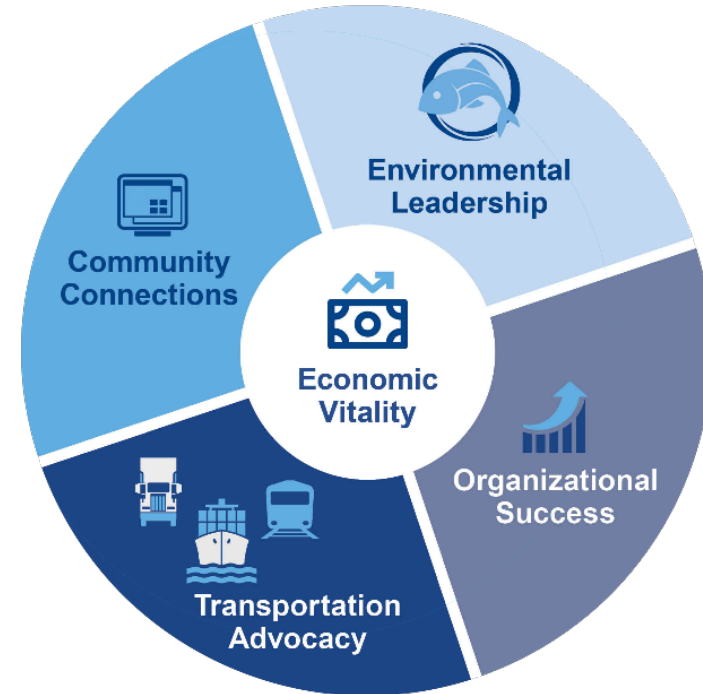 Environmental
Leadership
Community
Connections
Economic
Vitality
Organizational
Success
Transportation
Advocacy